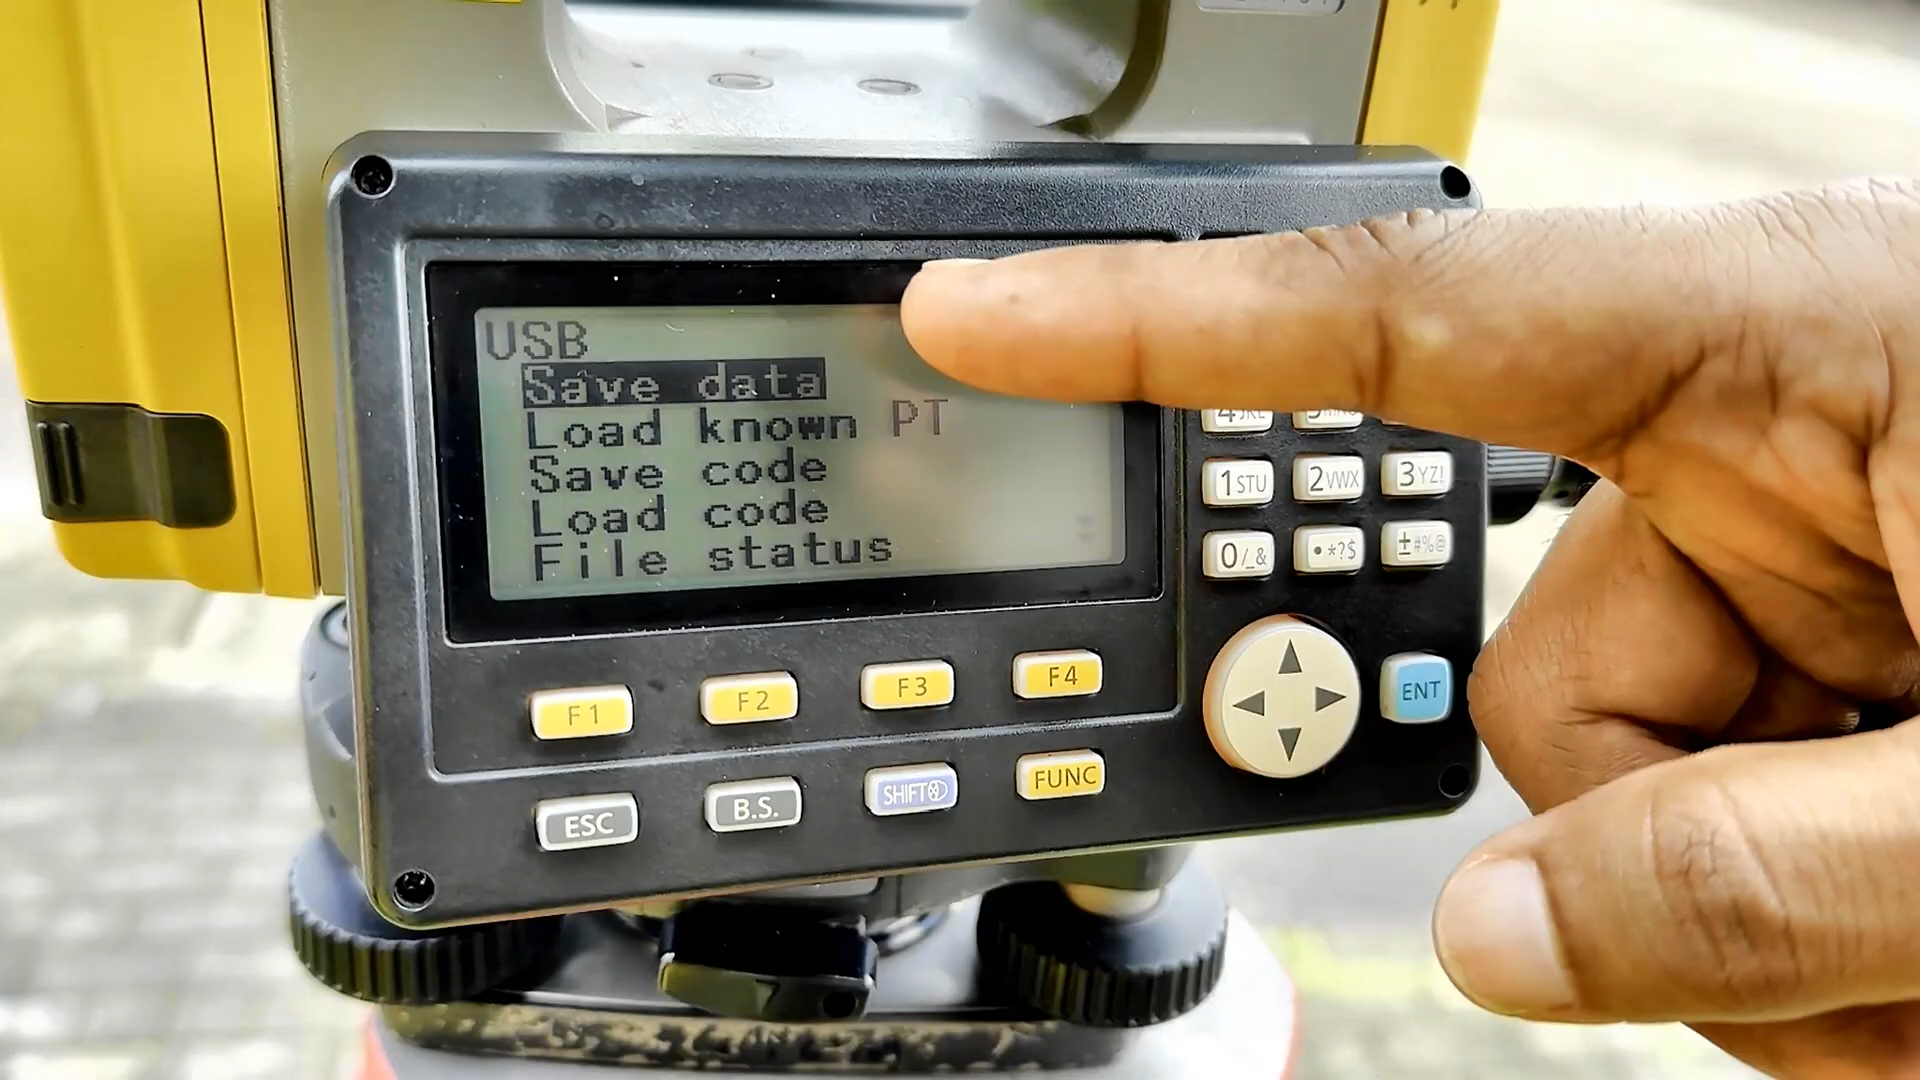 USB
Save data
Load known PT
Save code
Load code
File status
1STU 2VWX 3YZ!
0/_& •*?$ ±#%@
F1 F2 F3 F4
ENT
ESC B.S. SHIFT FUNC